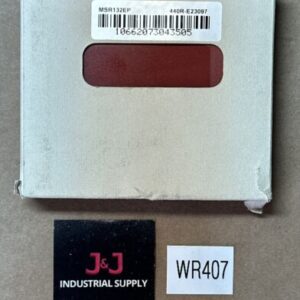 MSR132EP 440R-E23097
10662073043505
J&J
INDUSTRIAL SUPPLY
WR407